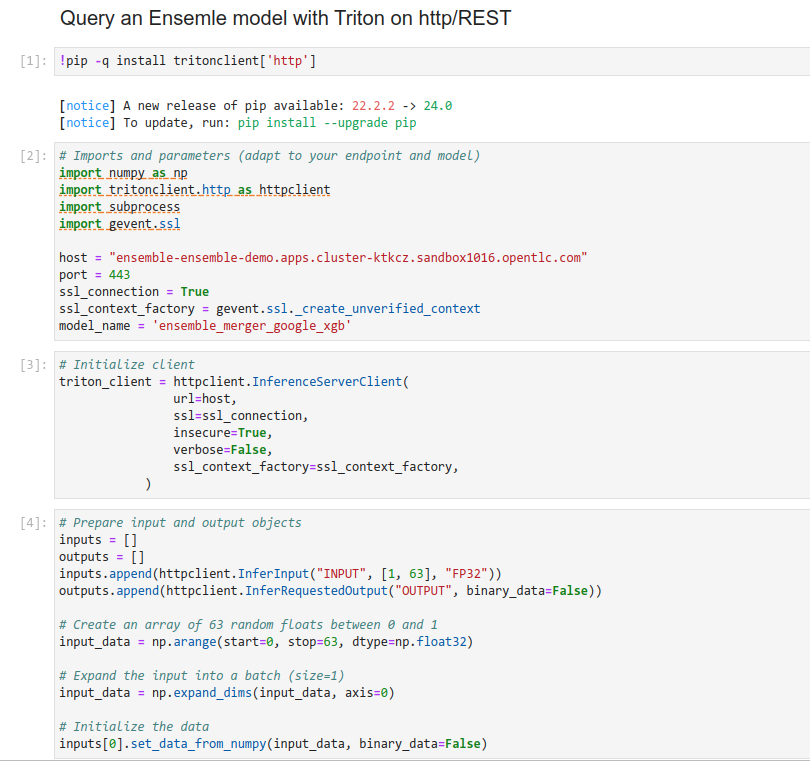 Query an Ensemle model with Triton on http/REST
[1]: !pip -q install tritonclient['http']
[notice] A new release of pip available: 22.2.2 -> 24.0
[notice] To update, run: pip install --upgrade pip
[2]: # Imports and parameters (adapt to your endpoint and model)
import numpy as np
import tritonclient.http as httpclient
import subprocess
import gevent.ssl
host = "ensemble-ensemble-demo.apps.cluster-ktkcz.sandbox1016.opentlc.com"
port = 443
ssl_connection = True
ssl_context_factory = gevent.ssl._create_unverified_context
model_name = 'ensemble_merger_google_xgb'
[3]: # Initialize client
triton_client = httpclient.InferenceServerClient(
url=host,
ssl=ssl_connection,
insecure=True,
verbose=False,
ssl_context_factory=ssl_context_factory,
)
[4]: # Prepare input and output objects
inputs = []
outputs = []
inputs.append(httpclient.InferInput("INPUT", [1, 63], "FP32"))
outputs.append(httpclient.InferRequestedOutput("OUTPUT", binary_data=False))
# Create an array of 63 random floats between 0 and 1
input_data = np.arange(start=0, stop=63, dtype=np.float32)
# Expand the input into a batch (size=1)
input_data = np.expand_dims(input_data, axis=0)
# Initialize the data
inputs[0].set_data_from_numpy(input_data, binary_data=False)